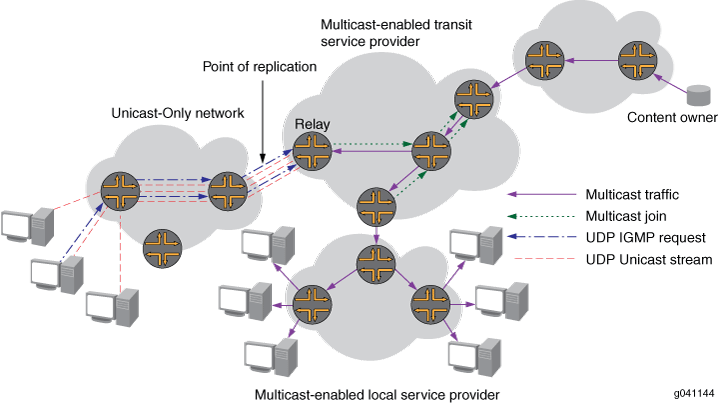 Multicast-enabled transit
service provider
Point of replication
Unicast-Only network
Relay
Content owner
Multicast traffic
Multicast join
UDP IGMP request
UDP Unicast stream
Multicast-enabled local service provider
g041144